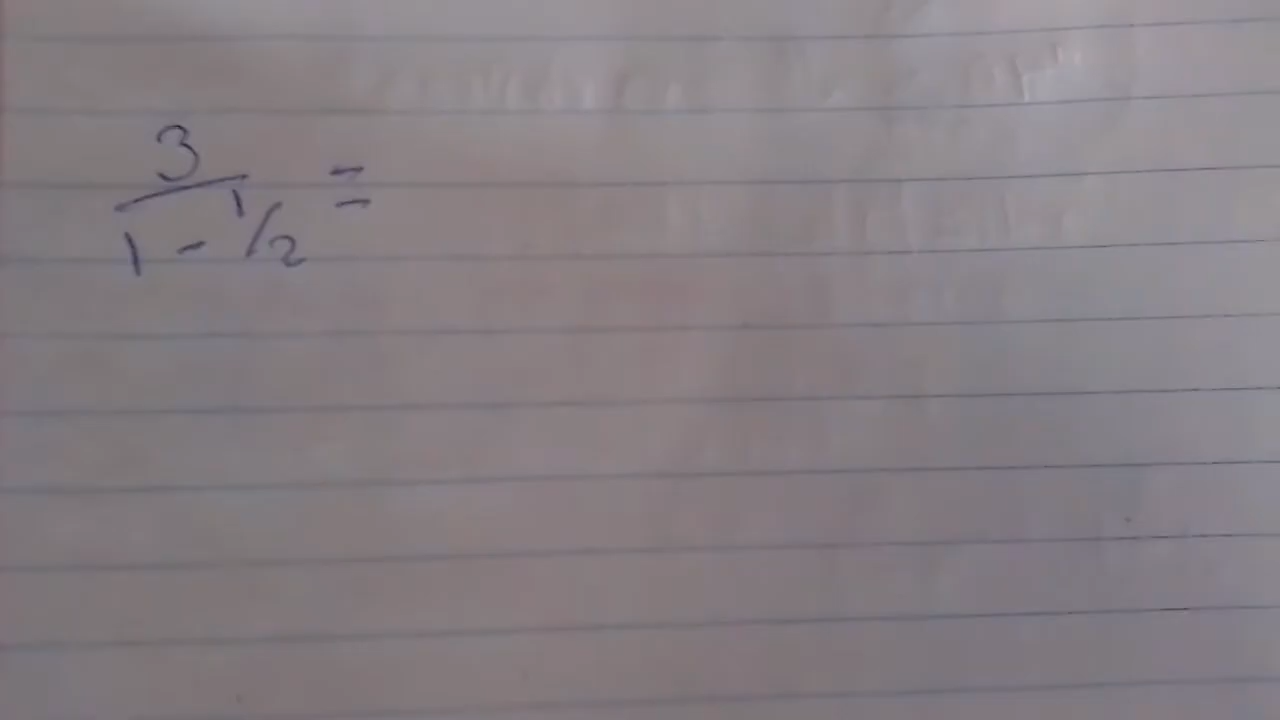 3
1 - 1/2 =